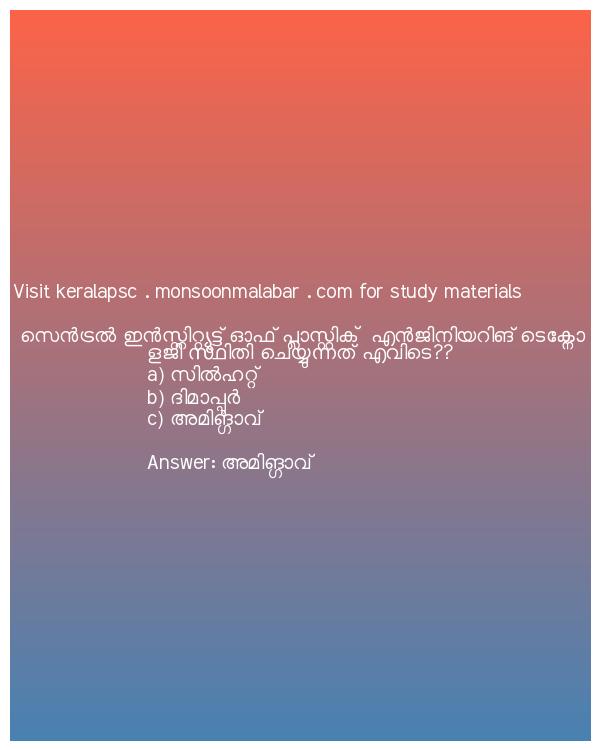 Visit keralapsc . monsoonmalabar . com for study materials
സെൻട്രൽ ഇൻസ്റ്റിറ്റ്യൂട്ട് ഓഫ് പ്ലാസ്റ്റിക് എൻജിനിയറിങ് ടെക്നോ
ളജി സ്ഥിതി ചെയ്യുന്നത് എവിടെ??
a) സിൽഹറ്റ്
b) ദിമാപ്പൂർ
c) അമിങ്ഗാവ്
Answer: അമിങ്ഗാവ്